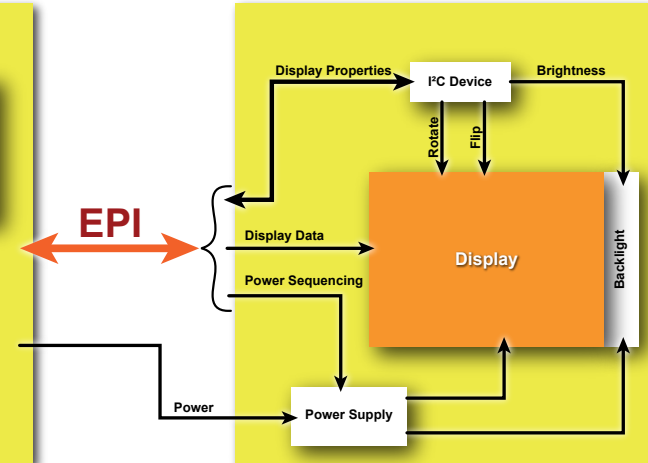 Display Properties
I²C Device
Brightness
Rotate
Flip
EPI
Display Data
Display
Backlight
Power Sequencing
Power
Power Supply